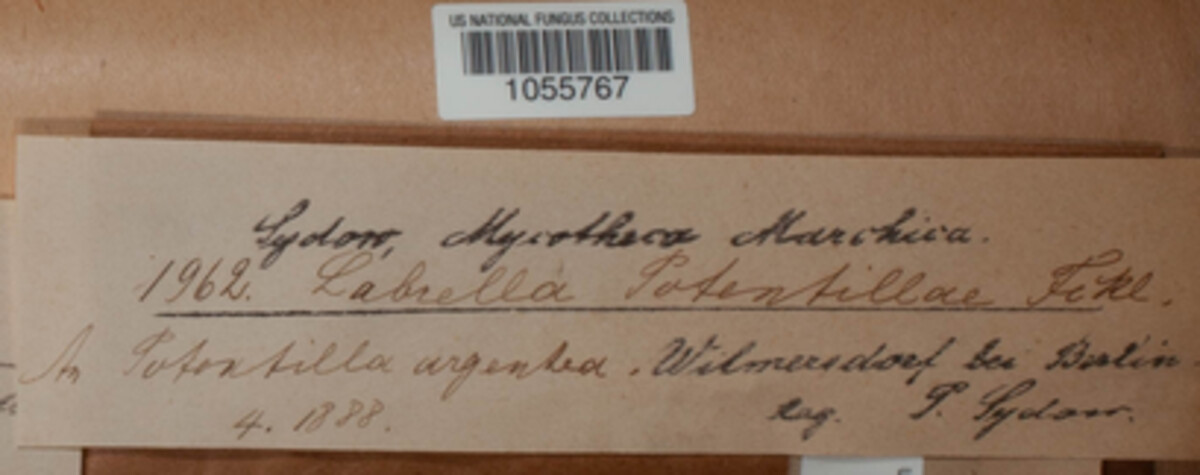 US NATIONAL FUNGUS COLLECTIONS
1055767
Sydow, Mycotheca Marchica.
1962. Labrella Potentillae Fckl.
An Potentilla argentea. Wilmersdorf bei Berlin
4. 1888. leg. P. Sydow.